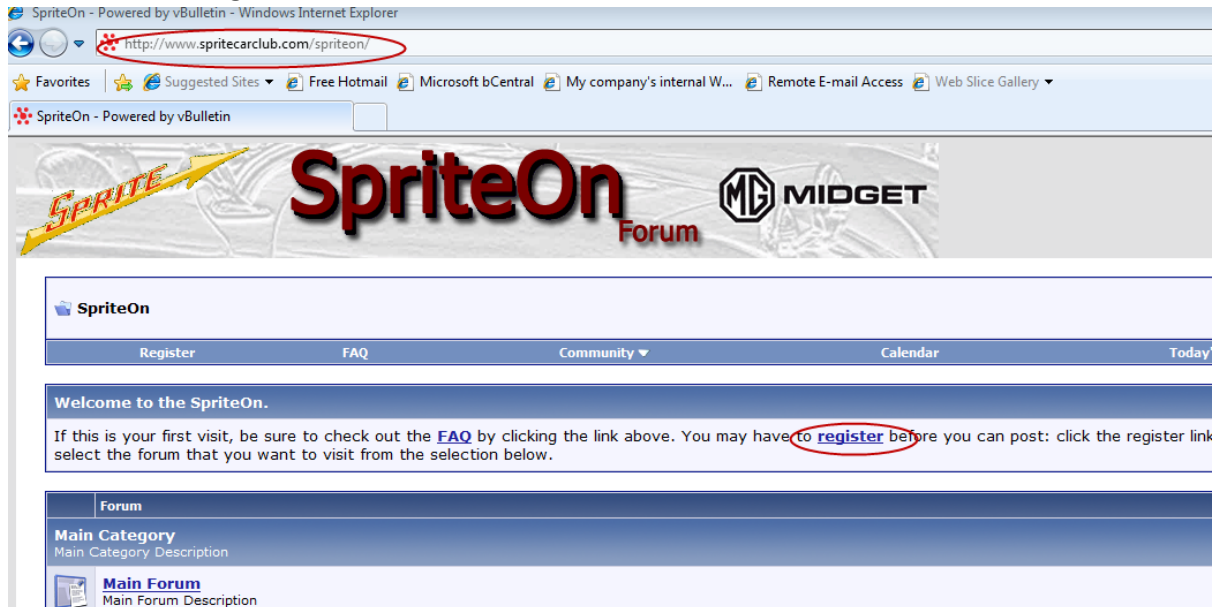 SpriteOn - Powered by vBulletin - Windows Internet Explorer
http://www.spritecarclub.com/spriteon/
Favorites Suggested Sites Free Hotmail Microsoft bCentral My company's internal W... Remote E-mail Access Web Slice Gallery
SpriteOn - Powered by vBulletin
SPRITE SpriteOn MG MIDGET
Forum
SpriteOn
Register FAQ Community Calendar Today'
Welcome to the SpriteOn.
If this is your first visit, be sure to check out the FAQ by clicking the link above. You may have to register before you can post: click the register link
select the forum that you want to visit from the selection below.
Forum
Main Category
Main Category Description
Main Forum
Main Forum Description